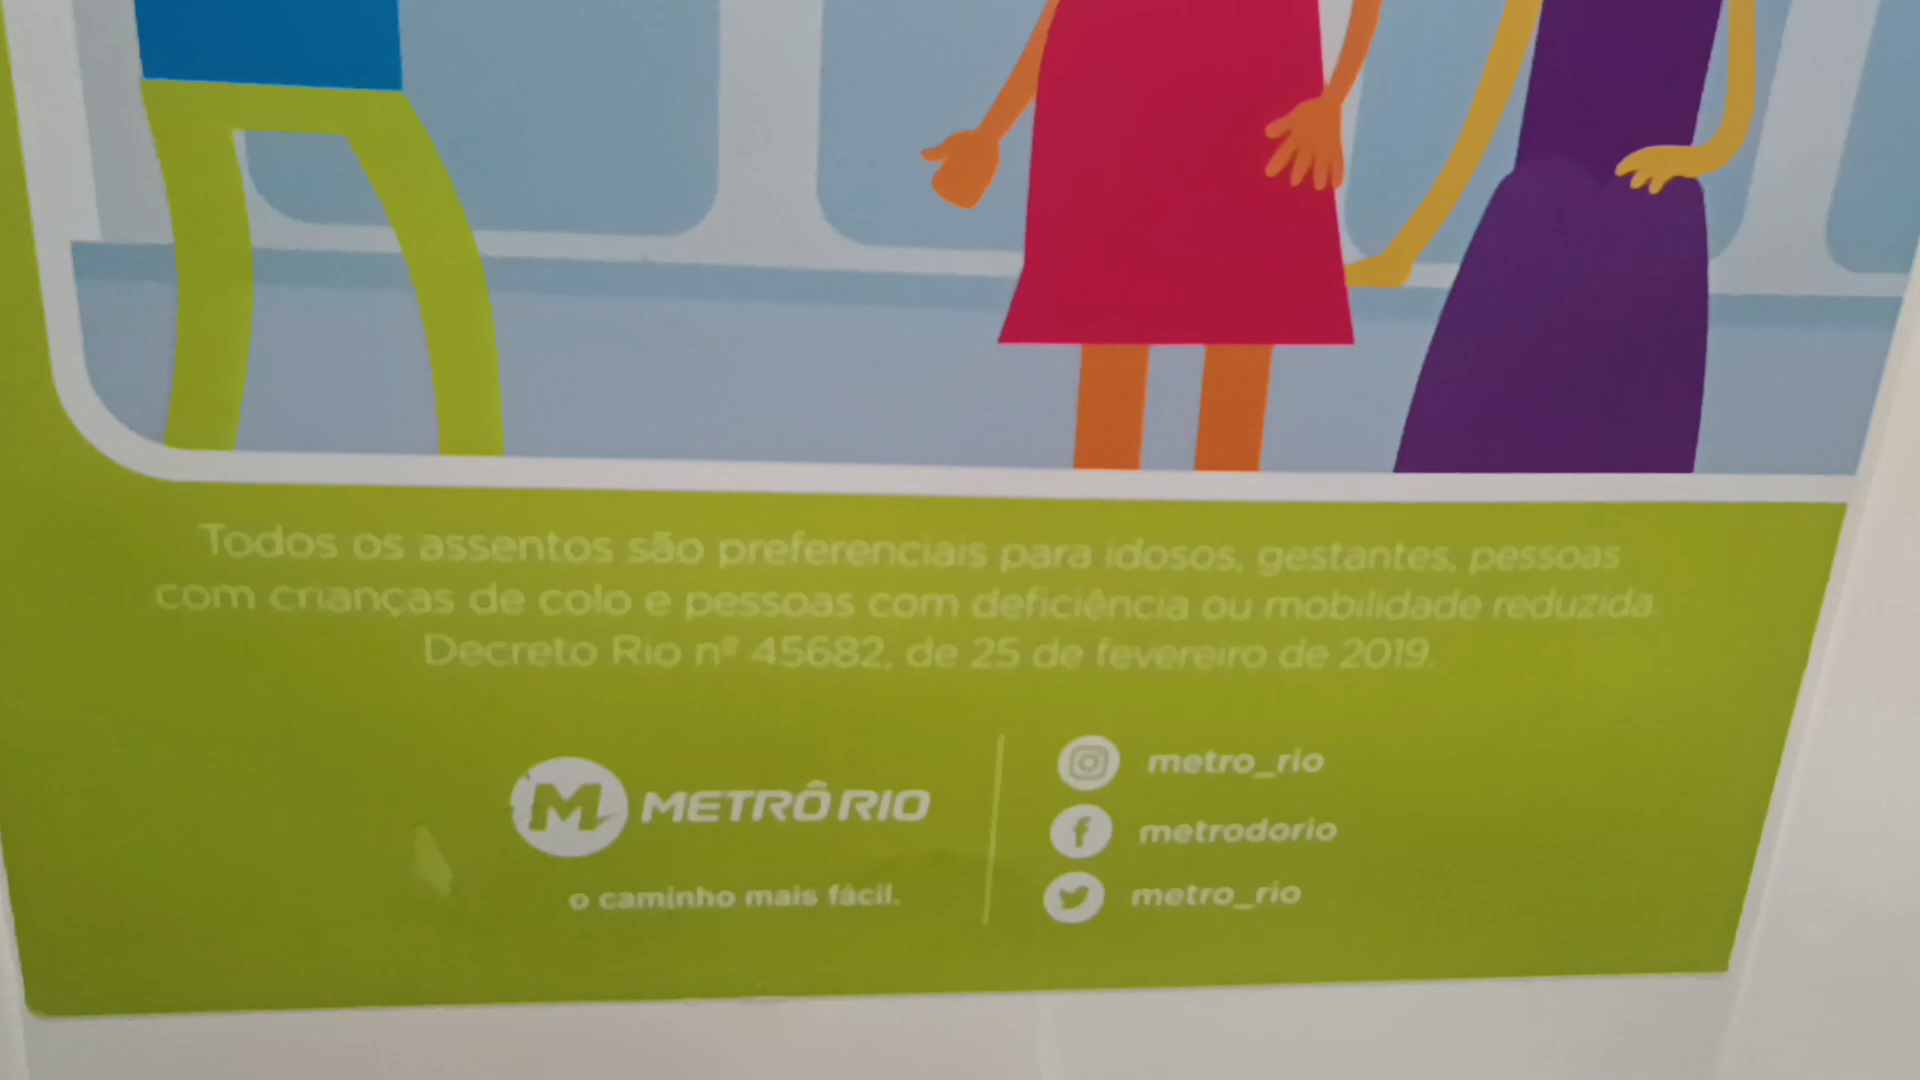 Todos os assentos são preferenciais para idosos, gestantes, pessoas
com crianças de colo e pessoas com deficiência ou mobilidade reduzida.
Decreto Rio nº 45682, de 25 de fevereiro de 2019.
M METRÔ RIO
o caminho mais fácil.
metro_rio
metrodorio
metro_rio